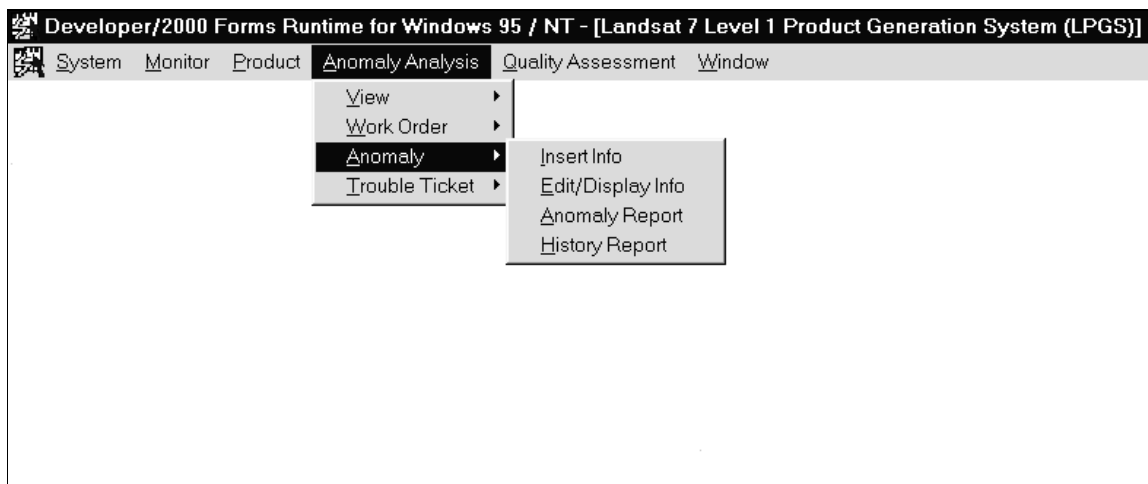 Developer/2000 Forms Runtime for Windows 95 / NT - [Landsat 7 Level 1 Product Generation System (LPGS)]
System Monitor Product Anomaly Analysis Quality Assessment Window
View
Work Order
Anomaly
Trouble Ticket
Insert Info
Edit/Display Info
Anomaly Report
History Report